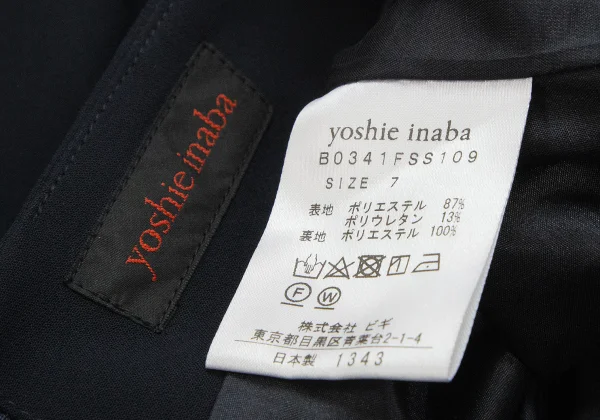 yoshie inaba
yoshie inaba
B0341FSS109
SIZE 7
表地 ポリエステル 87%
ポリウレタン 13%
裏地 ポリエステル 100%
F W
株式会社 ビギ
東京都目黒区青葉台2-1-4
日本製 1343